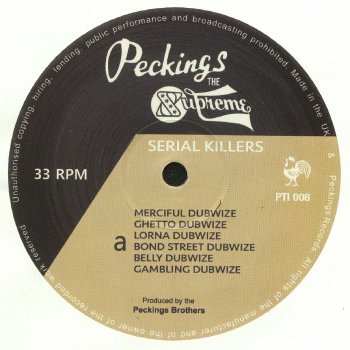 Unauthorised copying, hiring, lending, public performance and broadcasting prohibited. Made in the UK. & Peckings Records. All rights of the manufacturer and of the owner of the recorded work reserved
Peckings
THE
Supreme
SERIAL KILLERS
33 RPM
PTI 008
a
MERCIFUL DUBWIZE
GHETTO DUBWIZE
LORNA DUBWIZE
BOND STREET DUBWIZE
BELLY DUBWIZE
GAMBLING DUBWIZE
Produced by the
Peckings Brothers